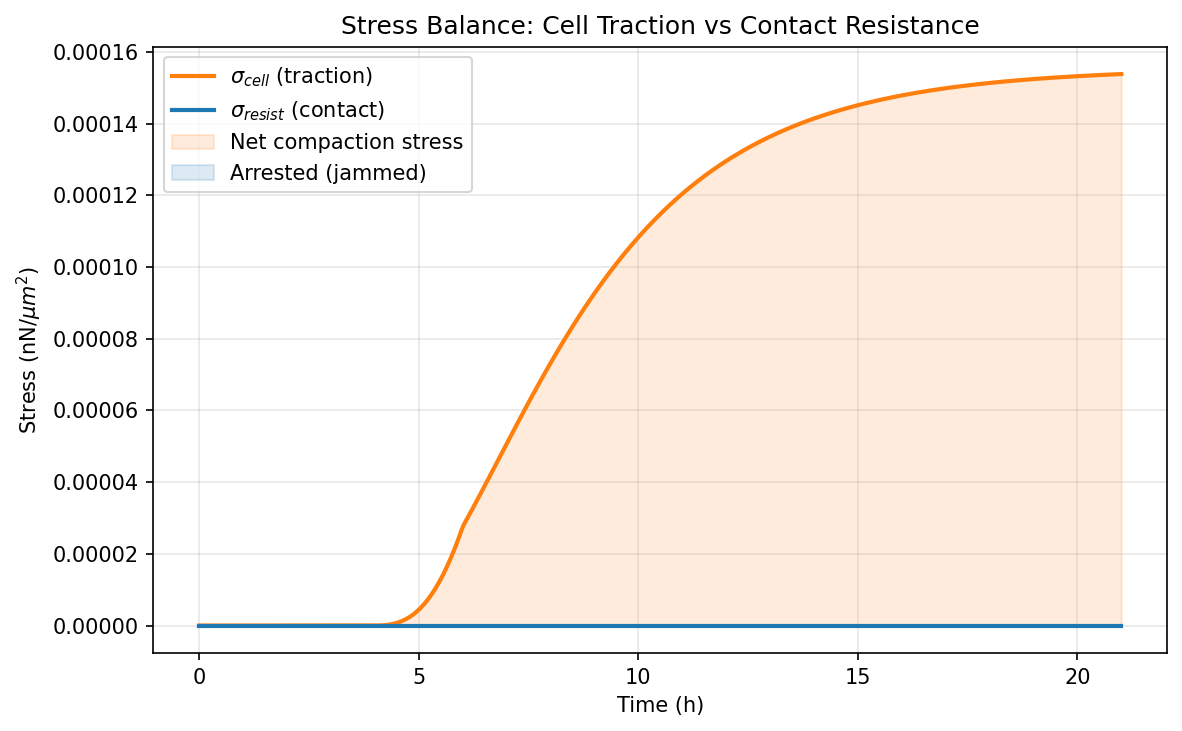 Stress Balance: Cell Traction vs Contact Resistance
σ_cell (traction)
σ_resist (contact)
Net compaction stress
Arrested (jammed)
Stress (nN/μm²)
0.00016
0.00014
0.00012
0.00010
0.00008
0.00006
0.00004
0.00002
0.00000
0 5 10 15 20
Time (h)